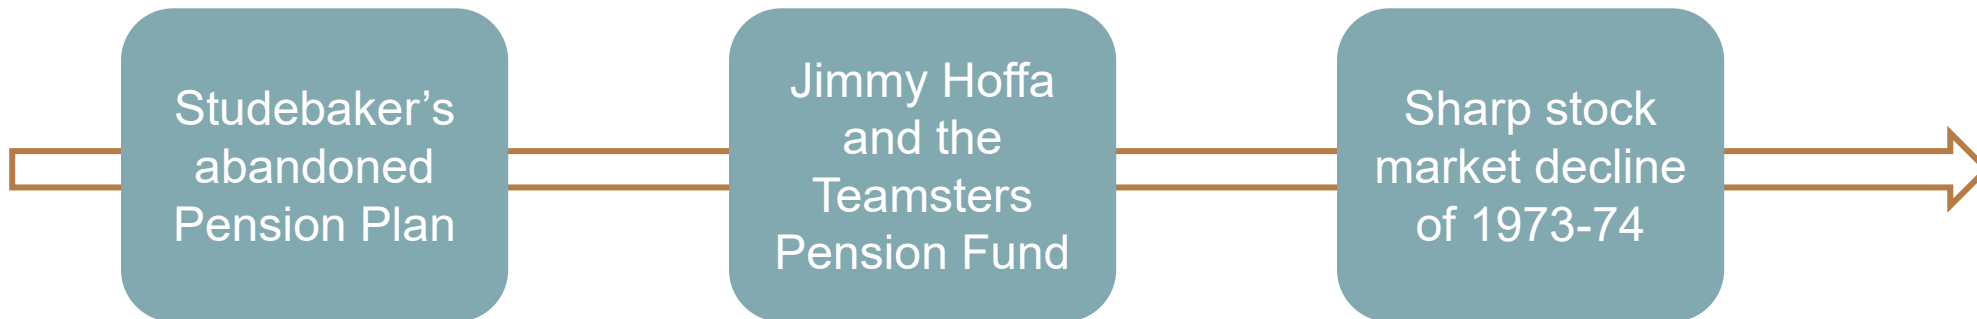 Studebaker’s
abandoned
Pension Plan
Jimmy Hoffa
and the
Teamsters
Pension Fund
Sharp stock
market decline
of 1973-74